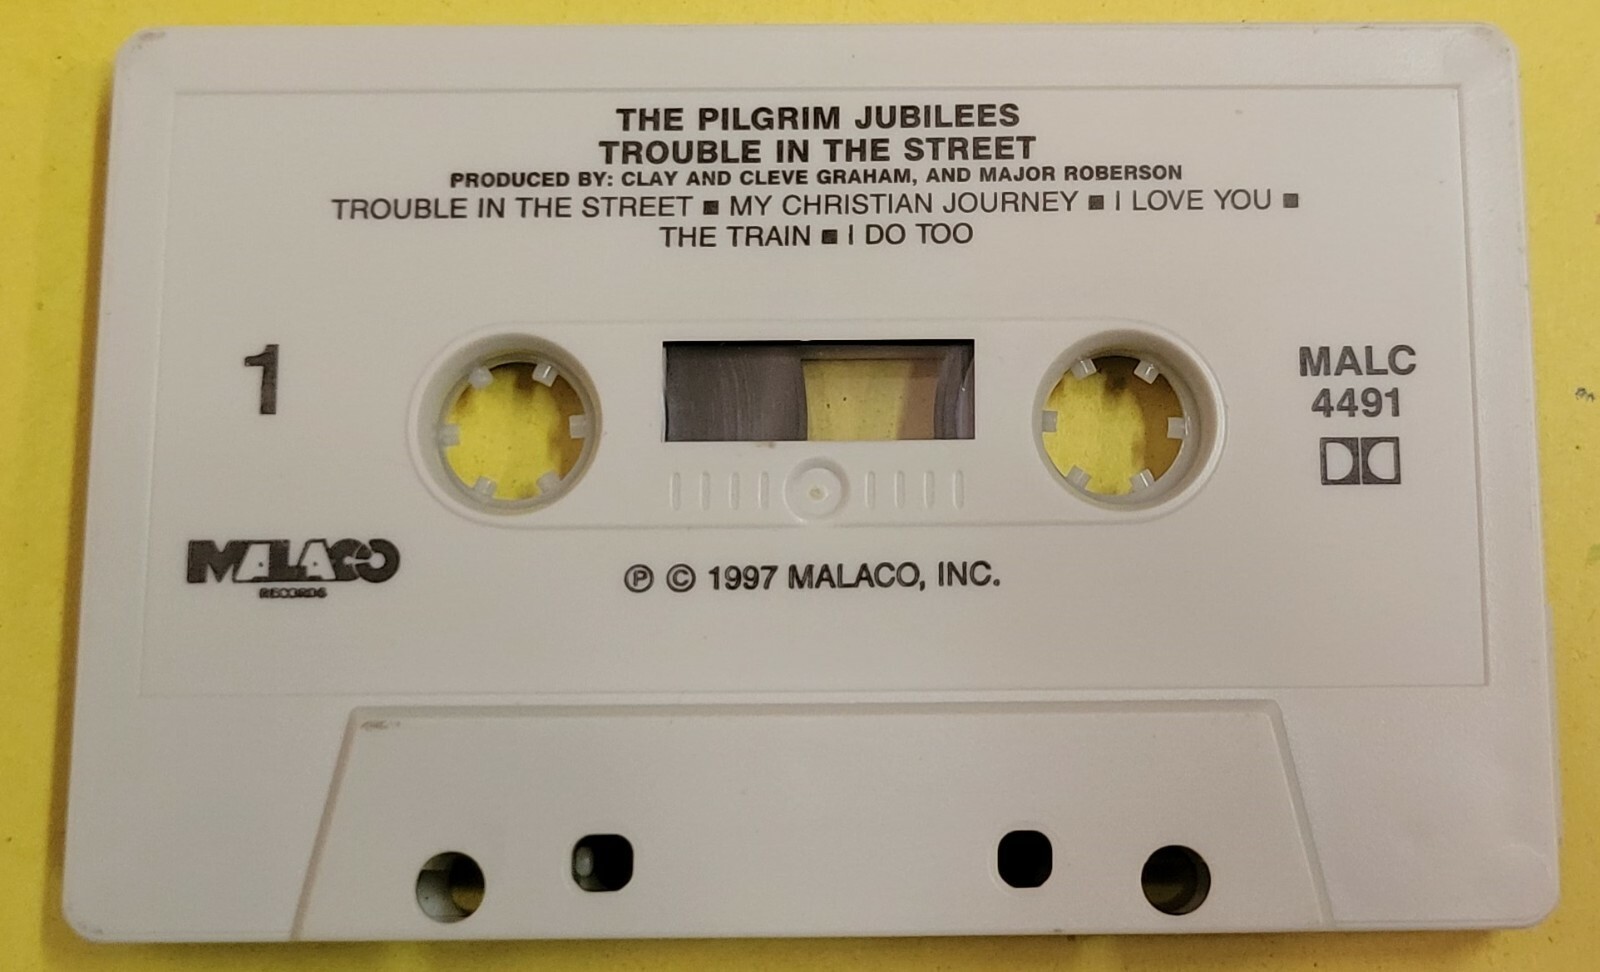 THE PILGRIM JUBILEES
TROUBLE IN THE STREET
PRODUCED BY: CLAY AND CLEVE GRAHAM, AND MAJOR ROBERSON
TROUBLE IN THE STREET ■ MY CHRISTIAN JOURNEY ■ I LOVE YOU ■
THE TRAIN ■ I DO TOO
1
MALC
4491
MALACO
RECORDS
℗ © 1997 MALACO, INC.